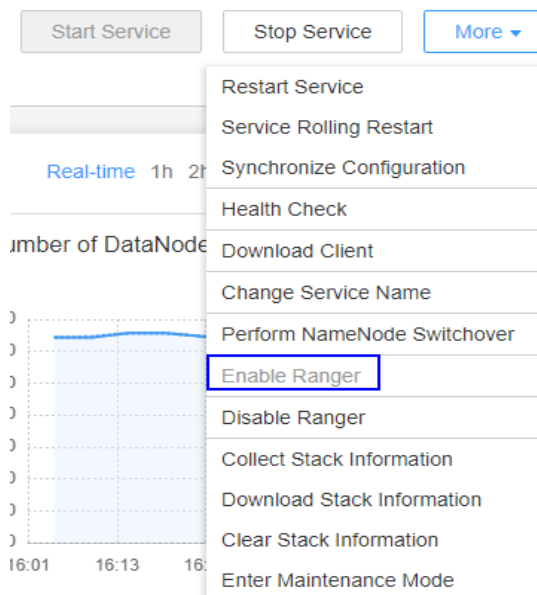 Start Service
Stop Service
More
Restart Service
Service Rolling Restart
Synchronize Configuration
Real-time 1h 2h
Health Check
umber of DataNode
Download Client
Change Service Name
Perform NameNode Switchover
Enable Ranger
Disable Ranger
Collect Stack Information
Download Stack Information
Clear Stack Information
16:01 16:13 16:
Enter Maintenance Mode